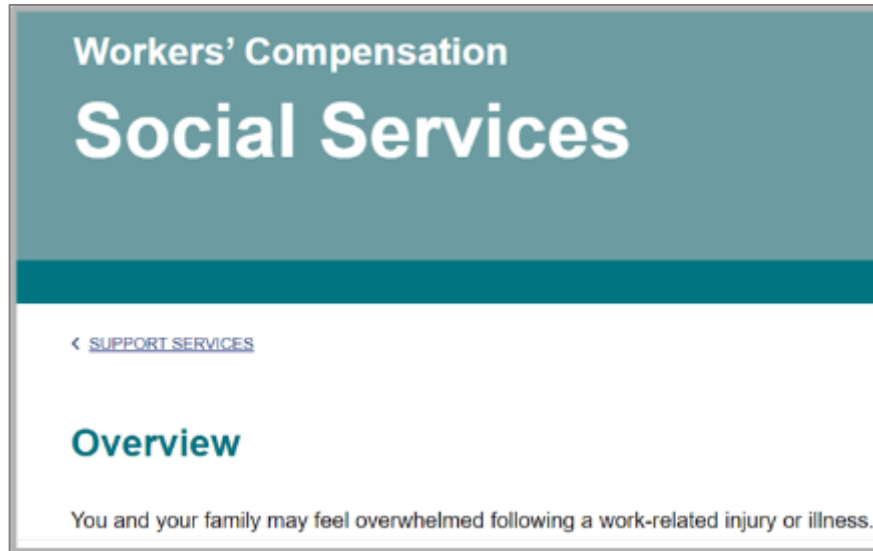 Workers’ Compensation
Social Services
< SUPPORT SERVICES
Overview
You and your family may feel overwhelmed following a work-related injury or illness.